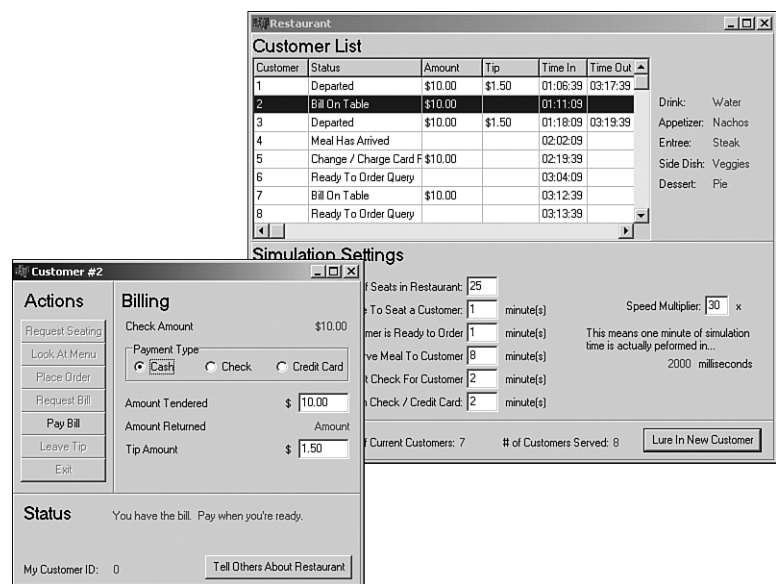 Restaurant
Customer List
Customer Status Amount Tip Time In Time Out
1 Departed $10.00 $1.50 01:06:39 03:17:39
2 Bill On Table $10.00 01:11:09
3 Departed $10.00 $1.50 01:18:09 03:19:39
4 Meal Has Arrived 02:02:09
5 Change / Charge Card F $10.00 02:19:39
6 Ready To Order Query 03:04:09
7 Bill On Table $10.00 03:12:39
8 Ready To Order Query 03:13:39
Drink: Water
Appetizer: Nachos
Entree: Steak
Side Dish: Veggies
Dessert: Pie
Simulation Settings
f Seats in Restaurant: 25
e To Seat a Customer: 1 minute(s)
mer is Ready to Order 1 minute(s)
rve Meal To Customer 8 minute(s)
t Check For Customer 2 minute(s)
n Check / Credit Card: 2 minute(s)
Speed Multiplier: 30 x
This means one minute of simulation
time is actually peformed in...
2000 milliseconds
f Current Customers: 7 # of Customers Served: 8 Lure In New Customer
Customer #2
Actions
Request Seating
Look At Menu
Place Order
Request Bill
Pay Bill
Leave Tip
Exit
Billing
Check Amount $10.00
Payment Type
Cash Check Credit Card
Amount Tendered $ 10.00
Amount Returned Amount
Tip Amount $ 1.50
Status You have the bill. Pay when you're ready.
My Customer ID: 0 Tell Others About Restaurant